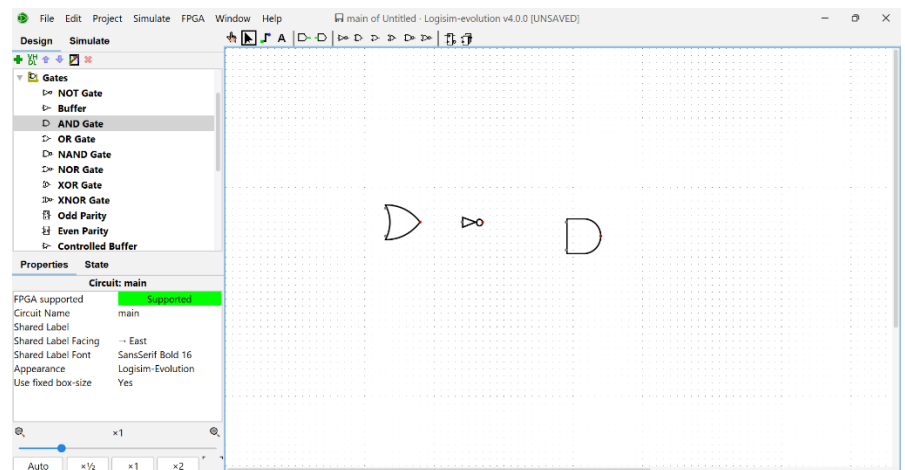 File Edit Project Simulate FPGA Window Help main of Untitled · Logisim-evolution v4.0.0 [UNSAVED]
Design Simulate
A
VH
DL
Gates
NOT Gate
Buffer
AND Gate
OR Gate
NAND Gate
NOR Gate
XOR Gate
XNOR Gate
Odd Parity
Even Parity
Controlled Buffer
Properties State
Circuit: main
FPGA supported Supported
Circuit Name main
Shared Label
Shared Label Facing → East
Shared Label Font SansSerif Bold 16
Appearance Logisim-Evolution
Use fixed box-size Yes
×1
Auto ×½ ×1 ×2